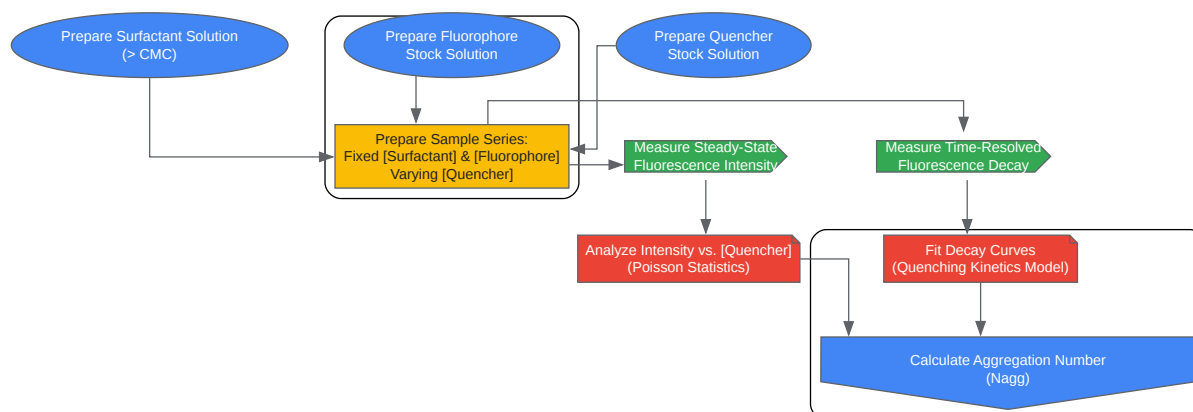 Prepare Surfactant Solution
(> CMC)
Prepare Fluorophore
Stock Solution
Prepare Quencher
Stock Solution
Prepare Sample Series:
Fixed [Surfactant] & [Fluorophore]
Varying [Quencher]
Measure Steady-State
Fluorescence Intensity
Measure Time-Resolved
Fluorescence Decay
Analyze Intensity vs. [Quencher]
(Poisson Statistics)
Fit Decay Curves
(Quenching Kinetics Model)
Calculate Aggregation Number
(Nagg)